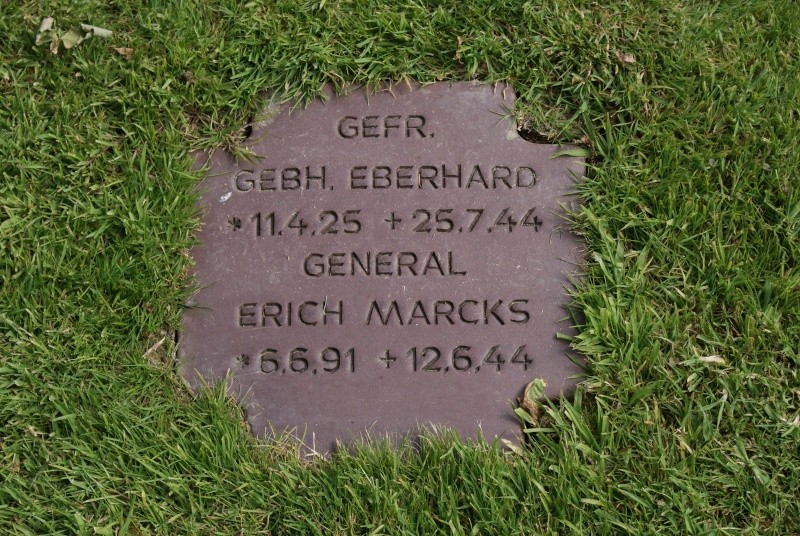 GEFR.
GEBH. EBERHARD
*11.4.25 +25.7.44
GENERAL
ERICH MARCKS
*6.6.91 +12.6.44